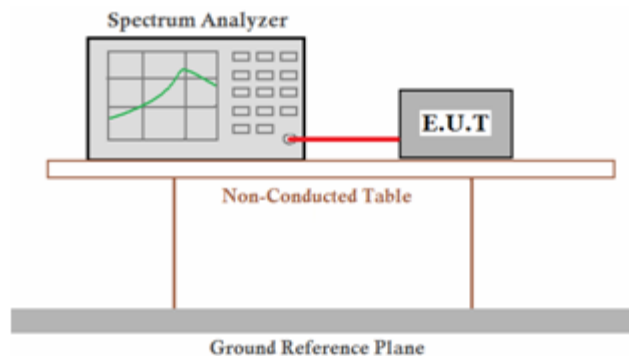 Spectrum Analyzer
E.U.T
Non-Conducted Table
Ground Reference Plane